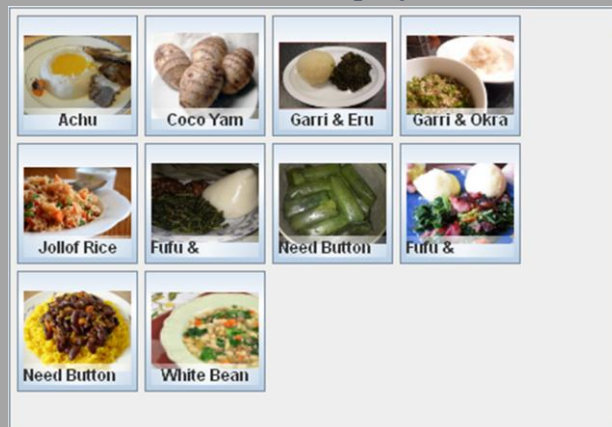 Achu
Coco Yam
Garri & Eru
Garri & Okra
Jollof Rice
Fufu &
Need Button
Fufu &
Need Button
White Bean